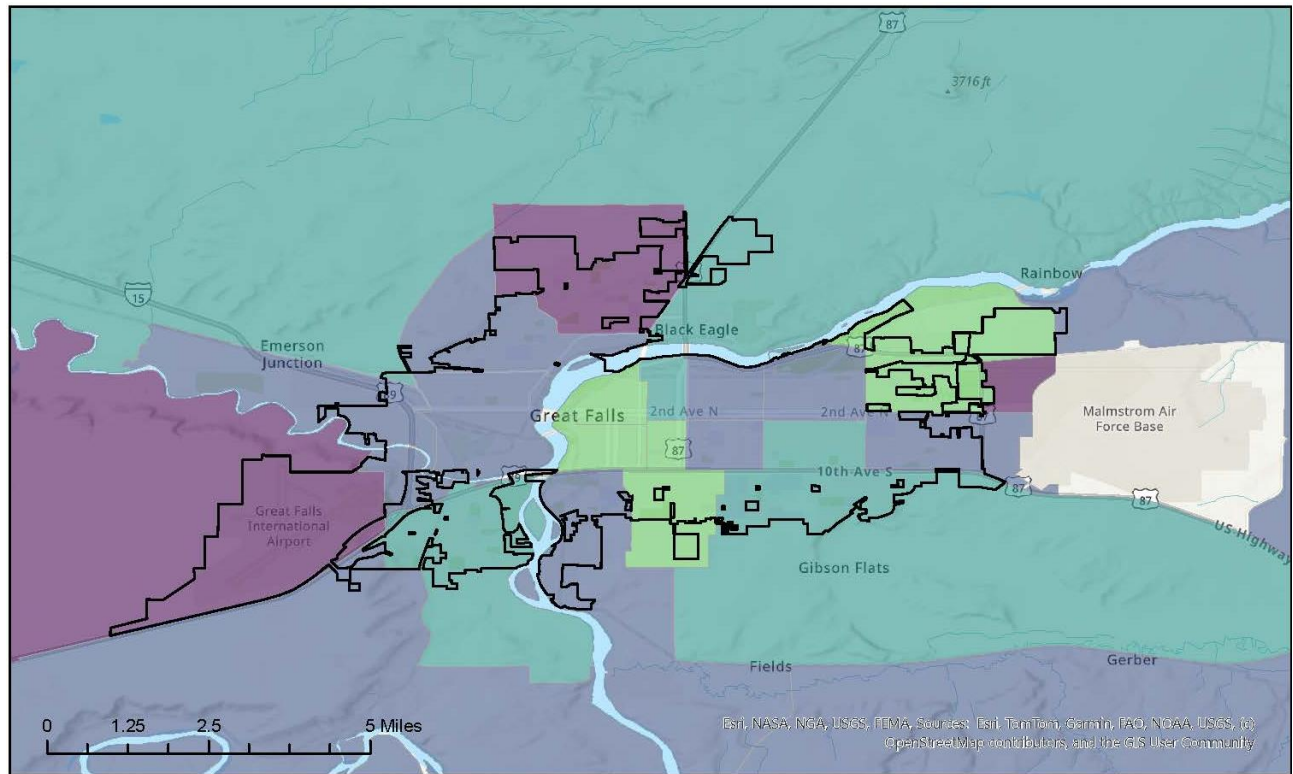 87
3716 ft
15
Rainbow
Emerson
Junction
Black Eagle
87
Great Falls
2nd Ave N
2nd Ave N
87
Malmstrom Air
Force Base
87
10th Ave S
87
87
Great Falls
International
Airport
US Highway
Gibson Flats
Fields
Gerber
0 1.25 2.5 5 Miles
Esri, NASA, NGA, USGS, FEMA, Sources: Esri, TomTom, Garmin, FAO, NOAA, USGS, (c)
OpenStreetMap contributors, and the GIS User Community